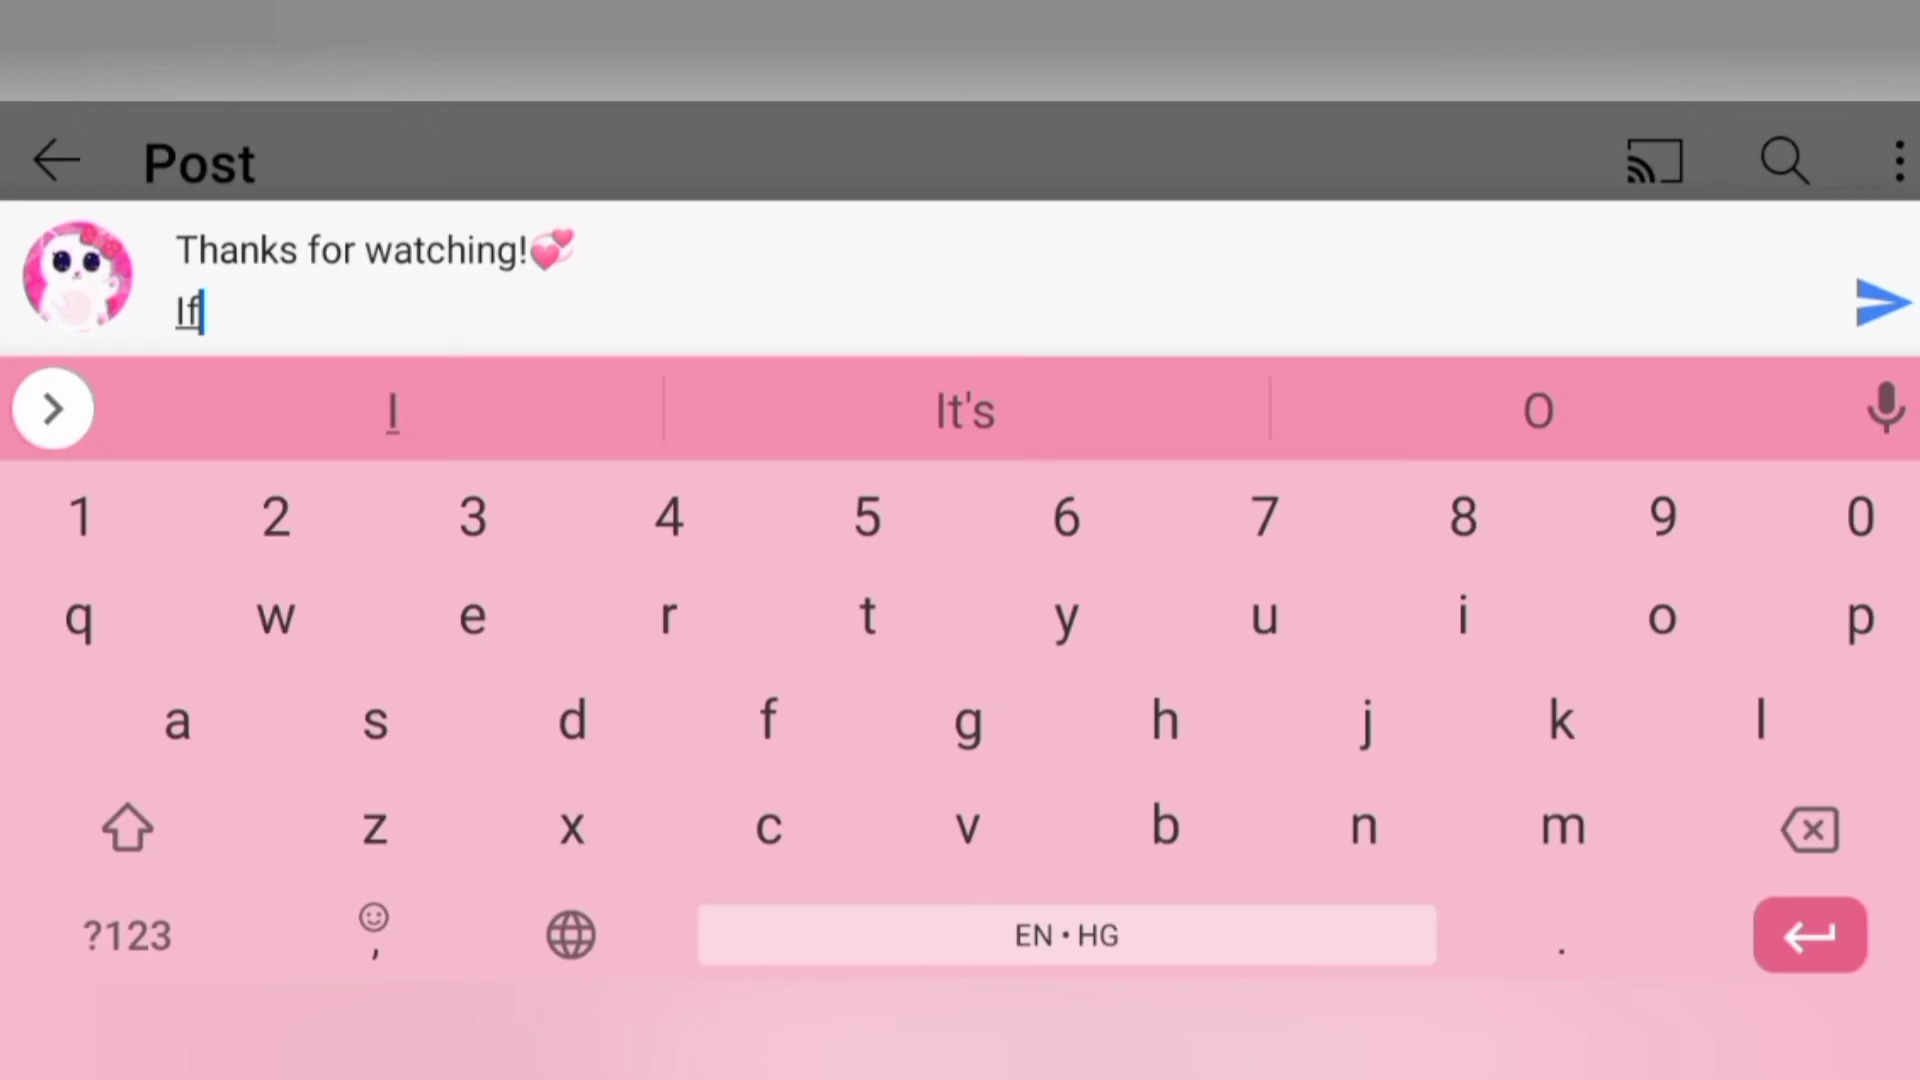 Post
Thanks for watching!💞
If
I It's O
1 2 3 4 5 6 7 8 9 0
q w e r t y u i o p
a s d f g h j k l
z x c v b n m
?123 , EN • HG .